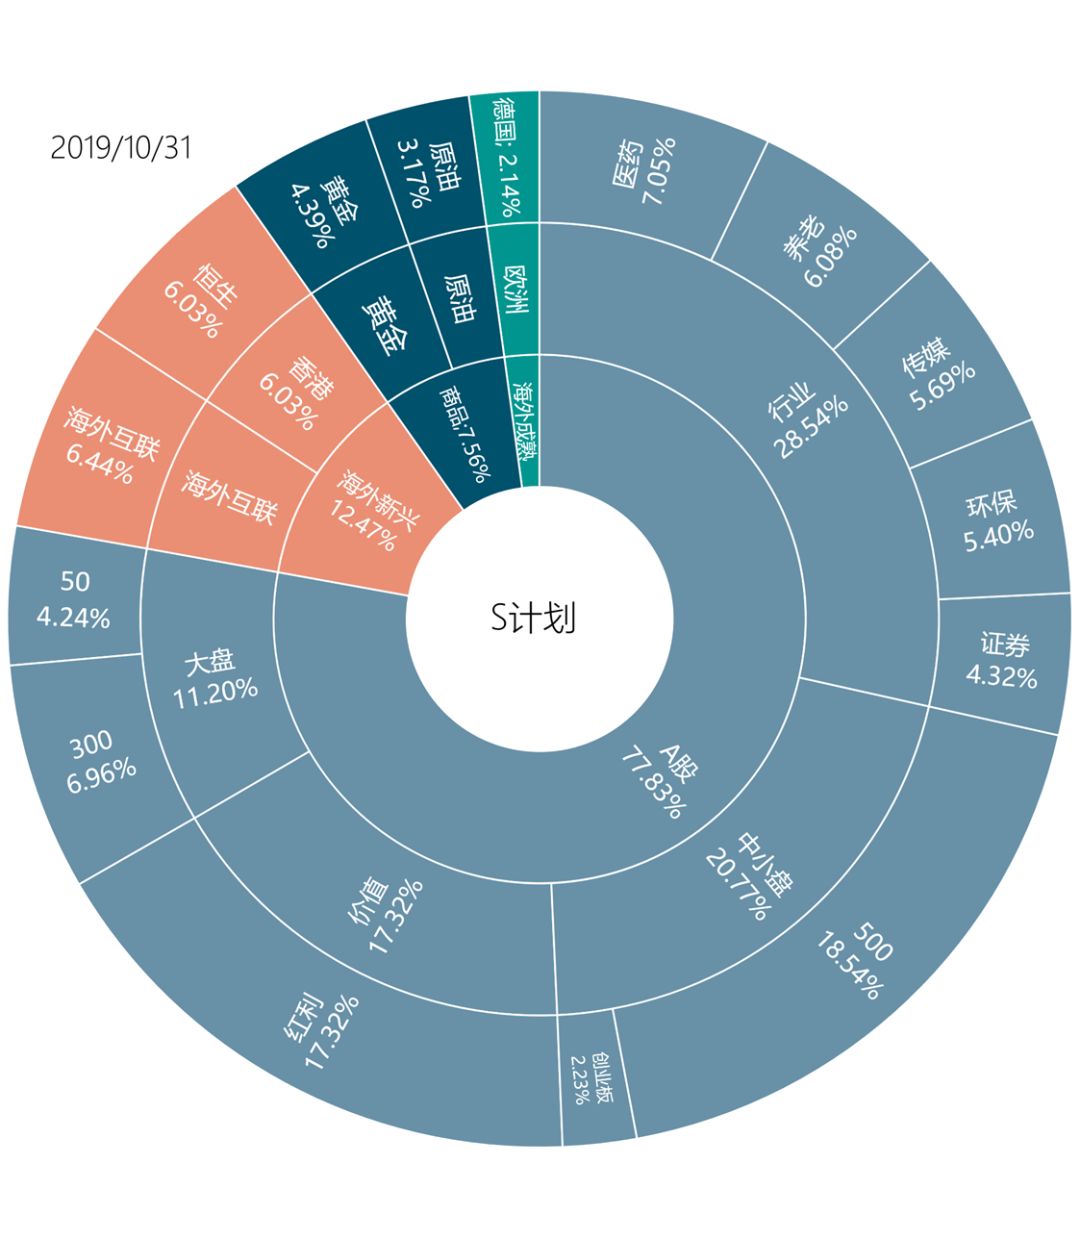 2019/10/31
S计划
A股
77.83%
行业
28.54%
医药
7.05%
养老
6.08%
传媒
5.69%
环保
5.40%
证券
4.32%
中小盘
20.77%
500
18.54%
创业板
2.23%
价值
17.32%
红利
17.32%
大盘
11.20%
300
6.96%
50
4.24%
海外新兴
12.47%
海外互联
海外互联
6.44%
香港
6.03%
恒生
6.03%
商品;7.56%
黄金
黄金
4.39%
原油
原油
3.17%
海外成熟
欧洲
德国; 2.14%